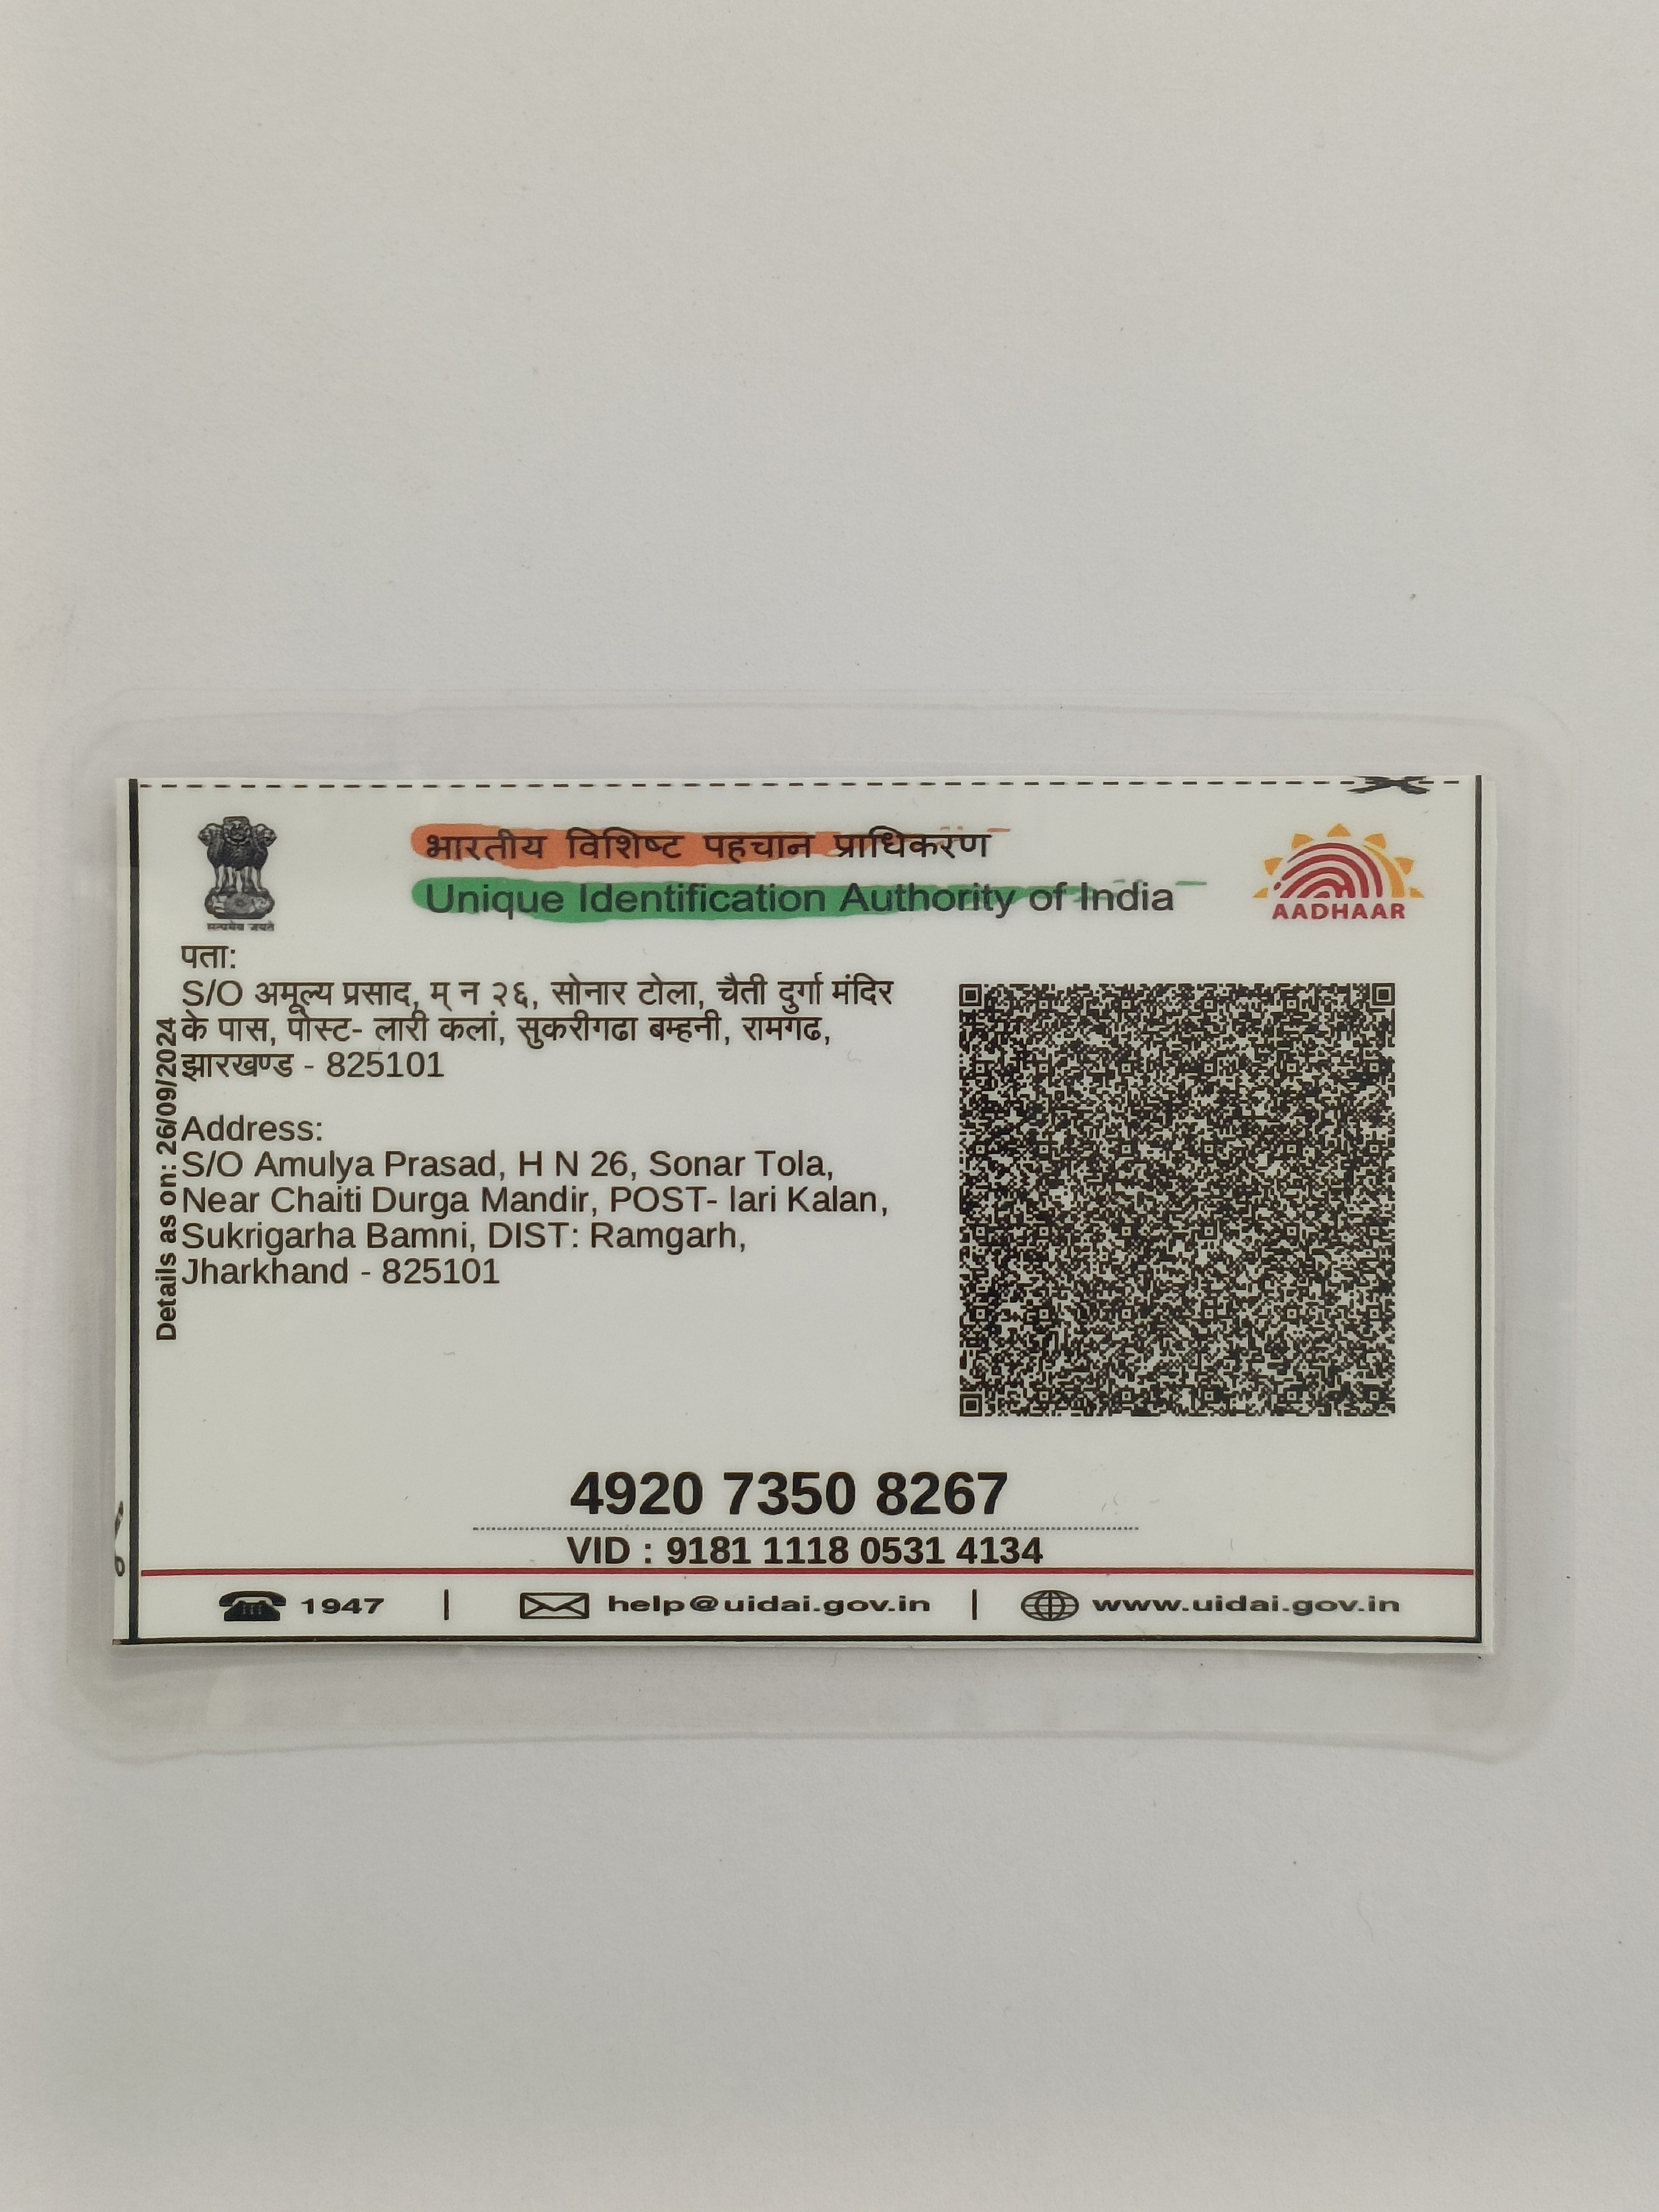 भारतीय विशिष्ट पहचान प्राधिकरण
Unique Identification Authority of India
सत्यमेव जयते
AADHAAR
पता:
S/O अमूल्य प्रसाद, म् न २६, सोनार टोला, चैती दुर्गा मंदिर
के पास, पोस्ट- लारी कलां, सुकरीगढा बम्हनी, रामगढ,
झारखण्ड - 825101
Address:
S/O Amulya Prasad, H N 26, Sonar Tola,
Near Chaiti Durga Mandir, POST- lari Kalan,
Sukrigarha Bamni, DIST: Ramgarh,
Jharkhand - 825101
Details as on: 26/09/2024
4920 7350 8267
VID : 9181 1118 0531 4134
1947 | help@uidai.gov.in | www.uidai.gov.in